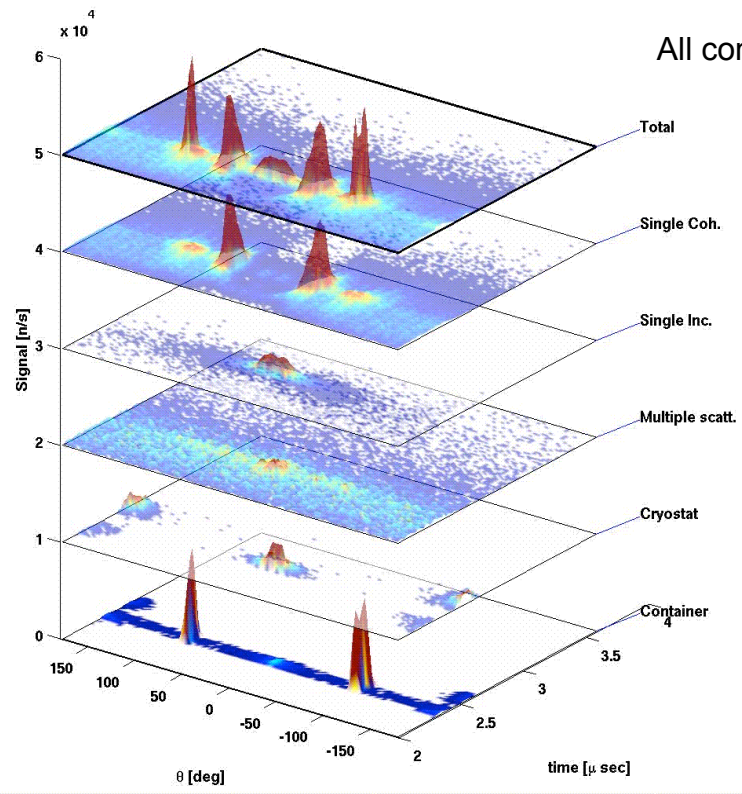 4
x 10
All cor
6
5
4
3
2
1
0
Signal [n/s]
Total
Single Coh.
Single Inc.
Multiple scatt.
Cryostat
Container
4
3.5
3
2.5
2
150
100
50
0
-50
-100
-150
θ [deg]
time [μ sec]